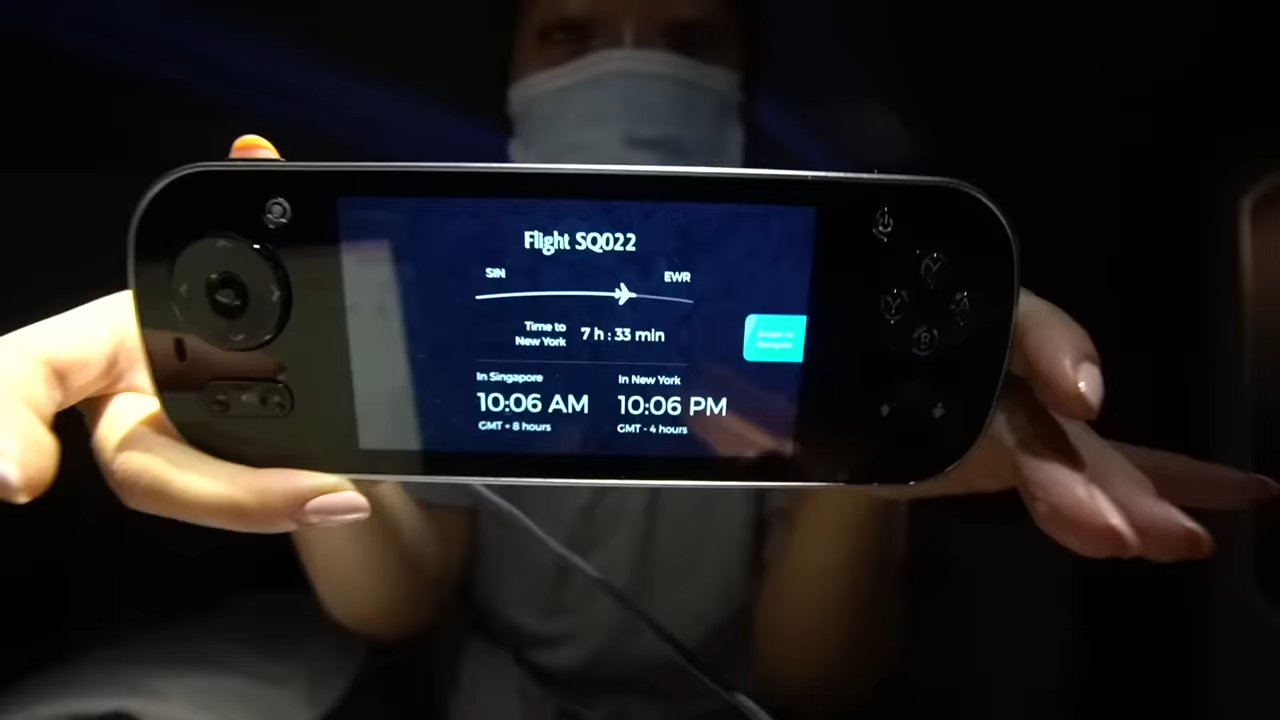 Flight SQ022
SIN
EWR
Time to
New York
7 h : 33 min
In Singapore
In New York
10:06 AM
10:06 PM
GMT + 8 hours
GMT - 4 hours
Y
Y
A
B